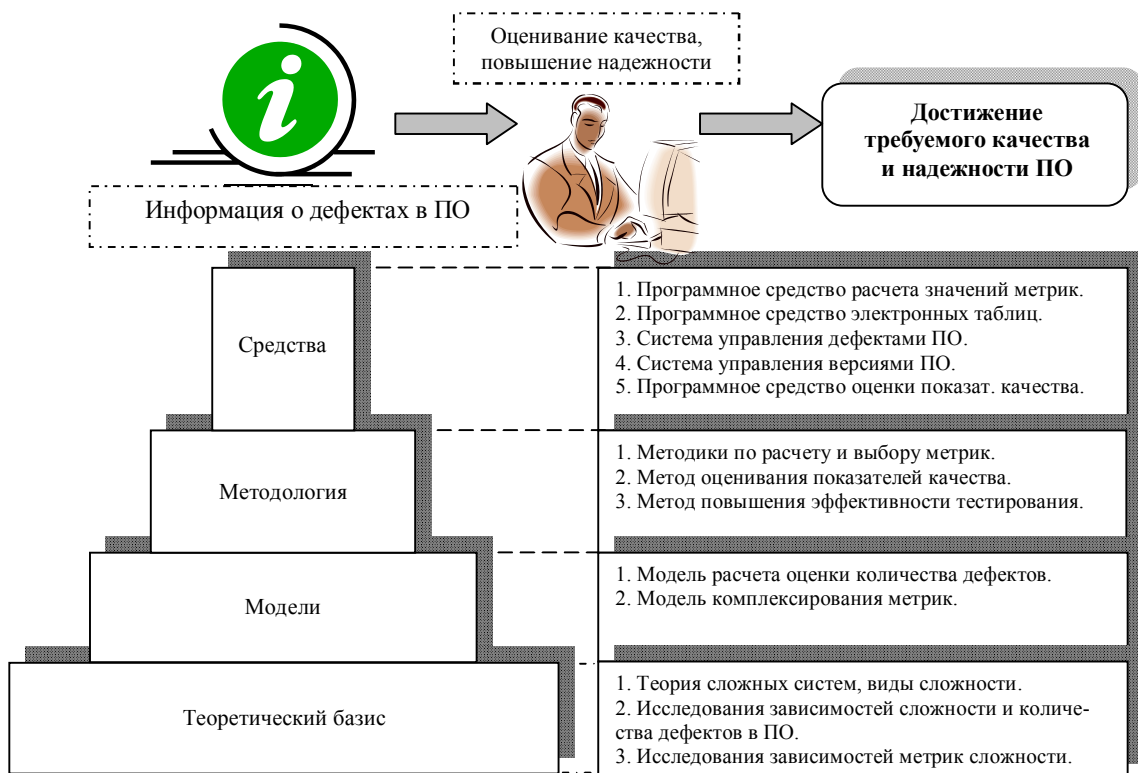 Оценивание качества,
повышение надежности
Достижение
требуемого качества
и надежности ПО
Информация о дефектах в ПО
Средства
1. Программное средство расчета значений метрик.
2. Программное средство электронных таблиц.
3. Система управления дефектами ПО.
4. Система управления версиями ПО.
5. Программное средство оценки показат. качества.
Методология
1. Методики по расчету и выбору метрик.
2. Метод оценивания показателей качества.
3. Метод повышения эффективности тестирования.
Модели
1. Модель расчета оценки количества дефектов.
2. Модель комплексирования метрик.
Теоретический базис
1. Теория сложных систем, виды сложности.
2. Исследования зависимостей сложности и количе-
ства дефектов в ПО.
3. Исследования зависимостей метрик сложности.